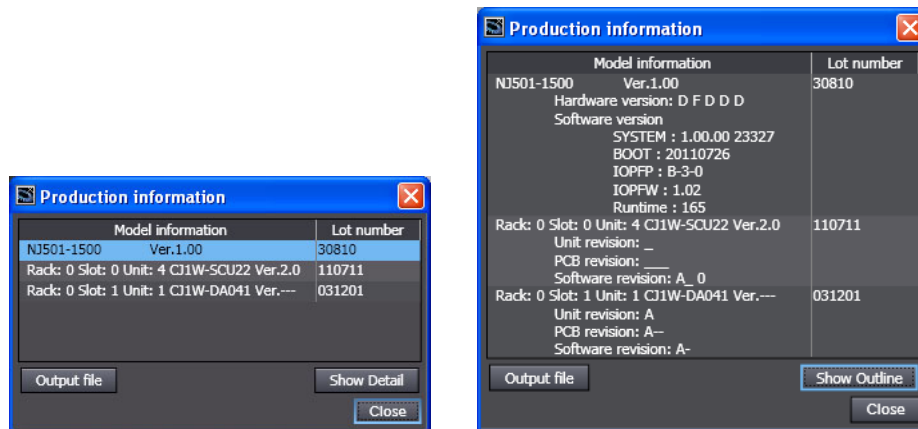 Production information
Model information Lot number
NJ501-1500 Ver.1.00 30810
Rack: 0 Slot: 0 Unit: 4 CJ1W-SCU22 Ver.2.0 110711
Rack: 0 Slot: 1 Unit: 1 CJ1W-DA041 Ver.--- 031201
Output file Show Detail
Close
Production information
Model information Lot number
NJ501-1500 Ver.1.00 30810
Hardware version: D F D D D
Software version
SYSTEM : 1.00.00 23327
BOOT : 20110726
IOPFP : B-3-0
IOPFW : 1.02
Runtime : 165
Rack: 0 Slot: 0 Unit: 4 CJ1W-SCU22 Ver.2.0 110711
Unit revision: _
PCB revision: ___
Software revision: A_ 0
Rack: 0 Slot: 1 Unit: 1 CJ1W-DA041 Ver.--- 031201
Unit revision: A
PCB revision: A--
Software revision: A-
Output file Show Outline
Close